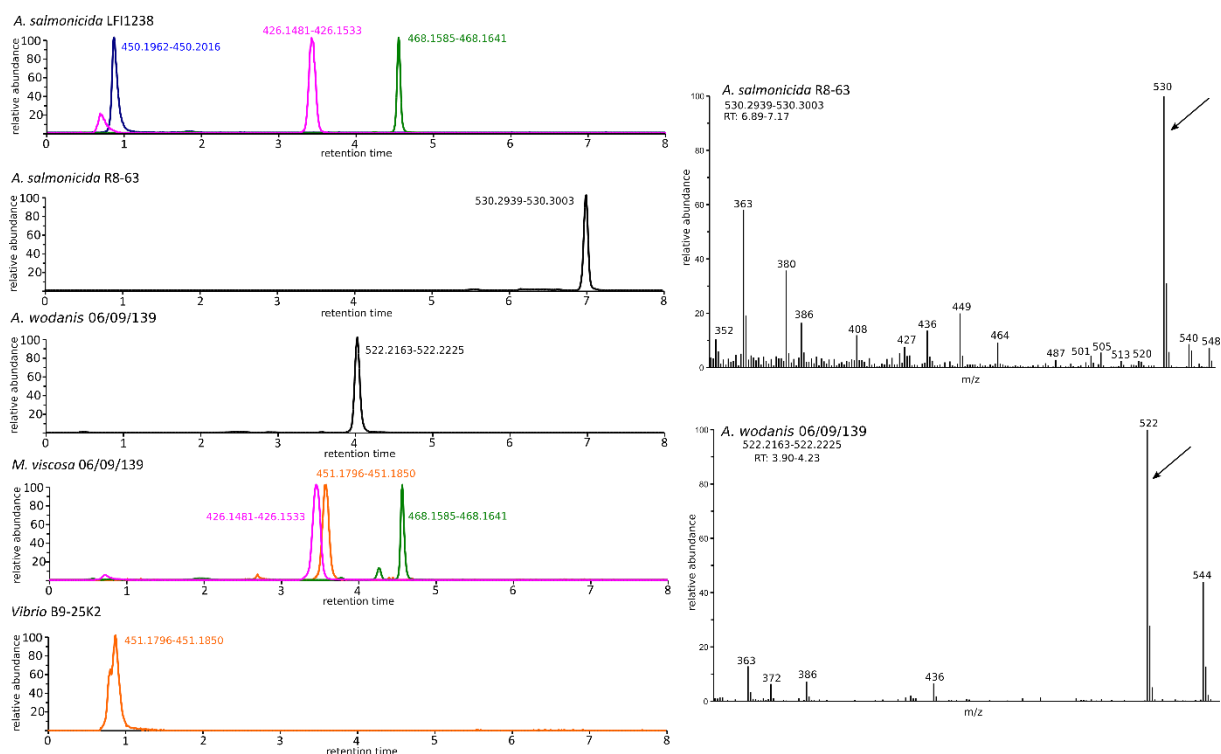 A. salmonicida LFI1238
426.1481-426.1533
450.1962-450.2016
468.1585-468.1641
relative abundance
100
80
60
40
20
0 1 2 3 4 5 6 7 8
retention time
A. salmonicida R8-63
530.2939-530.3003
relative abundance
100
80
60
40
20
0 1 2 3 4 5 6 7 8
retention time
A. wodanis 06/09/139
522.2163-522.2225
relative abundance
100
80
60
40
20
0 1 2 3 4 5 6 7 8
retention time
M. viscosa 06/09/139
451.1796-451.1850
426.1481-426.1533
468.1585-468.1641
relative abundance
100
80
60
40
20
0 1 2 3 4 5 6 7 8
retention time
Vibrio B9-25K2
451.1796-451.1850
relative abundance
100
80
60
40
20
0 1 2 3 4 5 6 7 8
retention time
A. salmonicida R8-63
530.2939-530.3003
RT: 6.89-7.17
relative abundance
100
80
60
40
20
0
352
363
380
386
408
427
436
449
464
487
501
505
513
520
530
540
548
m/z
A. wodanis 06/09/139
522.2163-522.2225
RT: 3.90-4.23
relative abundance
100
80
60
40
20
0
363
372
386
436
522
544
m/z